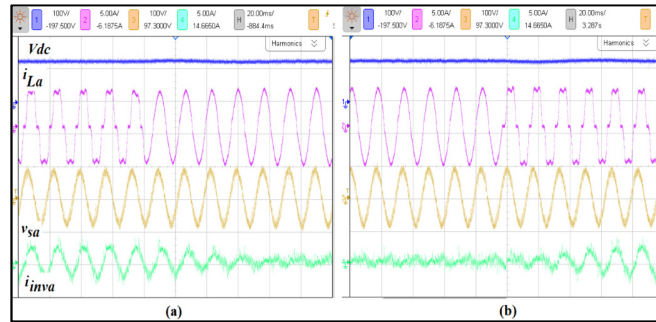 1 100V/ -197.500V 2 5.00A/ -6.1875A 3 100V/ 97.3000V 4 5.00A/ 14.6650A H 20.00ms/ -884.4ms T
Harmonics
Vdc
iLa
vsa
iinva
(a)
1 100V/ -197.500V 2 5.00A/ -6.1875A 3 100V/ 97.3000V 4 5.00A/ 14.6650A H 20.00ms/ 3.287s T
Harmonics
(b)